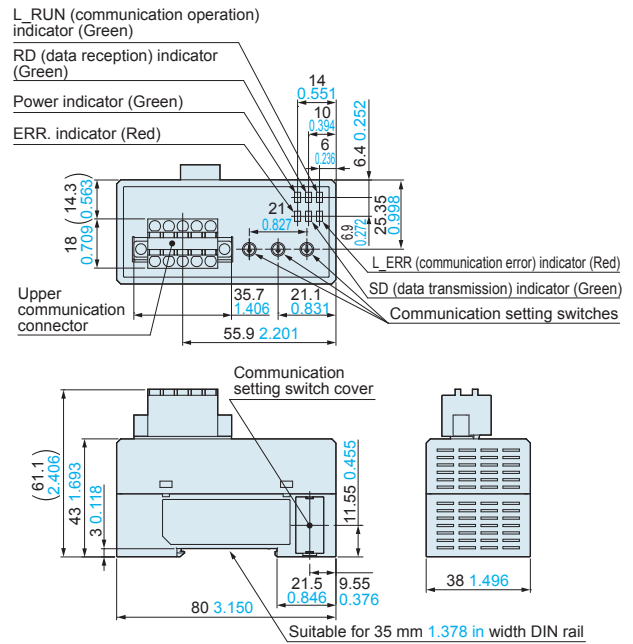 L_RUN (communication operation)
indicator (Green)
RD (data reception) indicator
(Green)
Power indicator (Green)
ERR. indicator (Red)
14
0.551
10
0.394
6
0.236
6.4 0.252
(14.3)
0.563
18
0.709
21
0.827
25.35
0.998
6.9
0.272
L_ERR (communication error) indicator (Red)
SD (data transmission) indicator (Green)
Communication setting switches
Upper
communication
connector
35.7
1.406
21.1
0.831
55.9 2.201
Communication
setting switch cover
(61.1)
2.406
43 1.693
3 0.118
11.55 0.455
21.5
0.846
9.55
0.376
80 3.150
38 1.496
Suitable for 35 mm 1.378 in width DIN rail